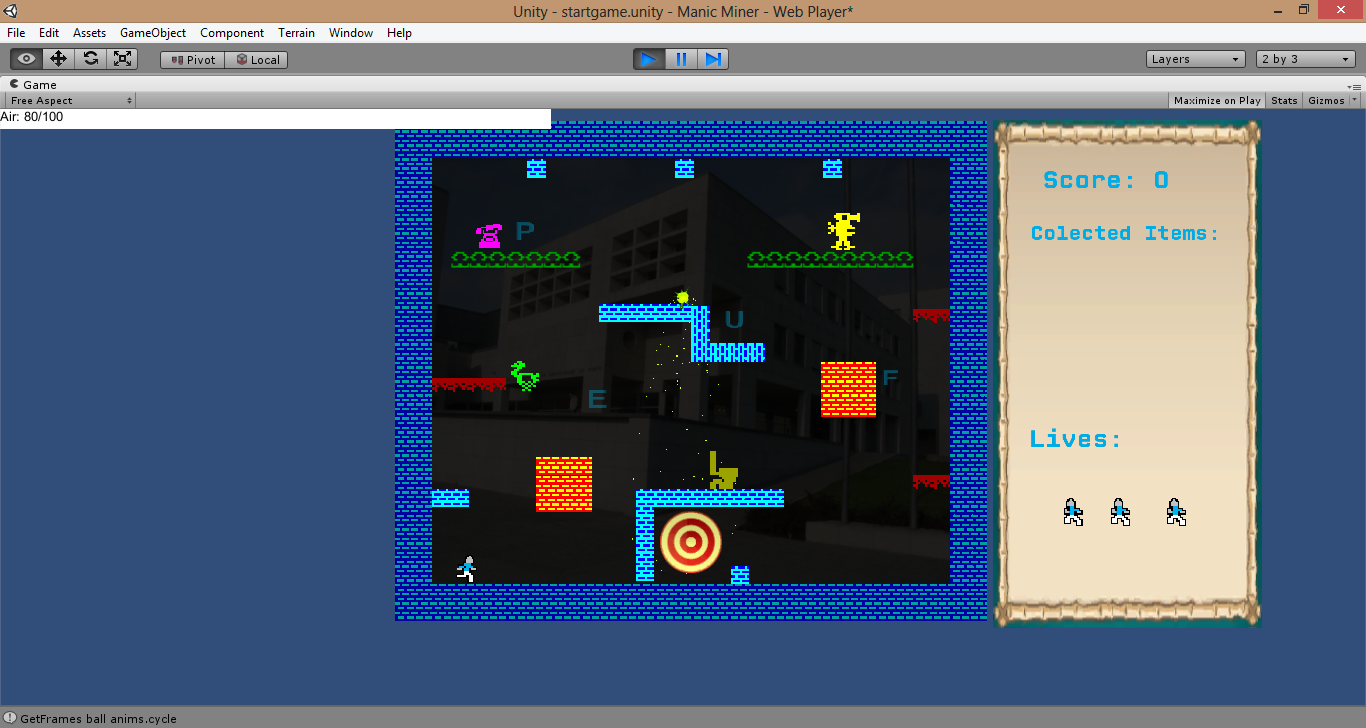 Unity - startgame.unity - Manic Miner - Web Player*
File Edit Assets GameObject Component Terrain Window Help
Pivot Local Layers 2 by 3
Game
Free Aspect Maximize on Play Stats Gizmos
Air: 80/100
Score: 0
P
Colected Items:
U
F
E
Lives:
GetFrames ball anims.cycle